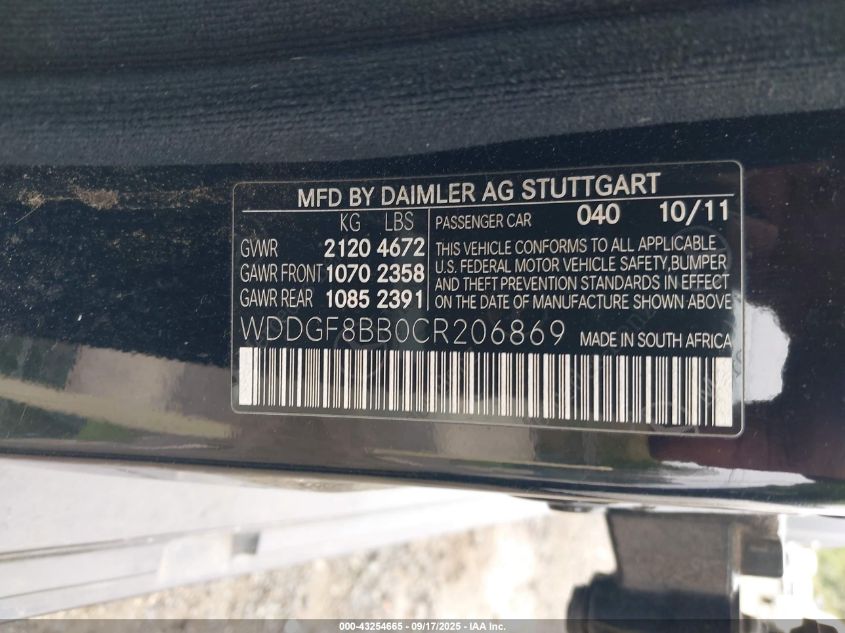 MFD BY DAIMLER AG STUTTGART
KG LBS
GVWR 2120 4672
GAWR FRONT 1070 2358
GAWR REAR 1085 2391
PASSENGER CAR 040 10/11
THIS VEHICLE CONFORMS TO ALL APPLICABLE
U.S. FEDERAL MOTOR VEHICLE SAFETY,BUMPER
AND THEFT PREVENTION STANDARDS IN EFFECT
ON THE DATE OF MANUFACTURE SHOWN ABOVE
WDDGF8BB0CR206869 MADE IN SOUTH AFRICA
000-43254665 - 09/17/2025 - IAA Inc.